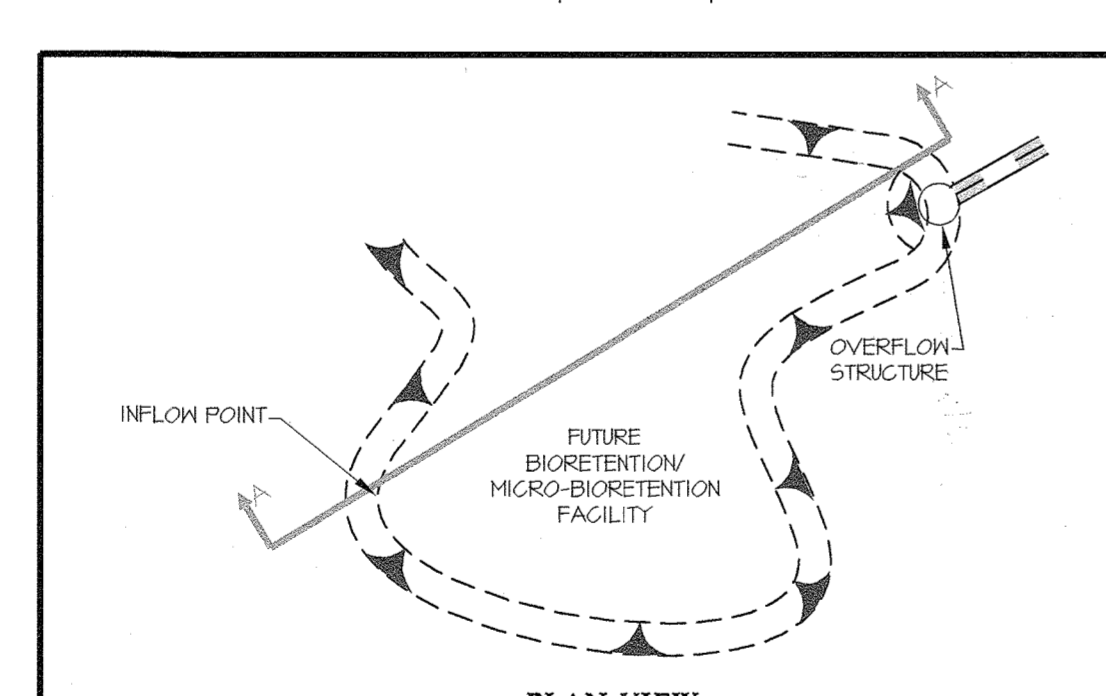 A
OVERFLOW
STRUCTURE
INFLOW POINT
FUTURE
BIORETENTION/
MICRO-BIORETENTION
FACILITY
A